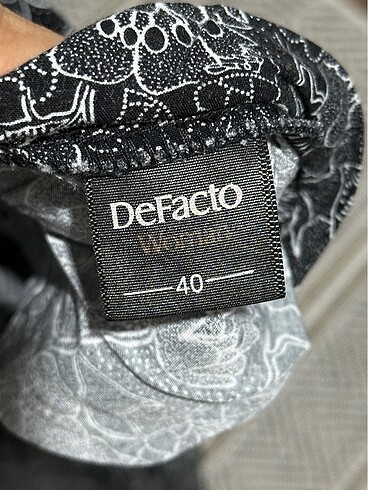 DeFacto
Woman
—40—